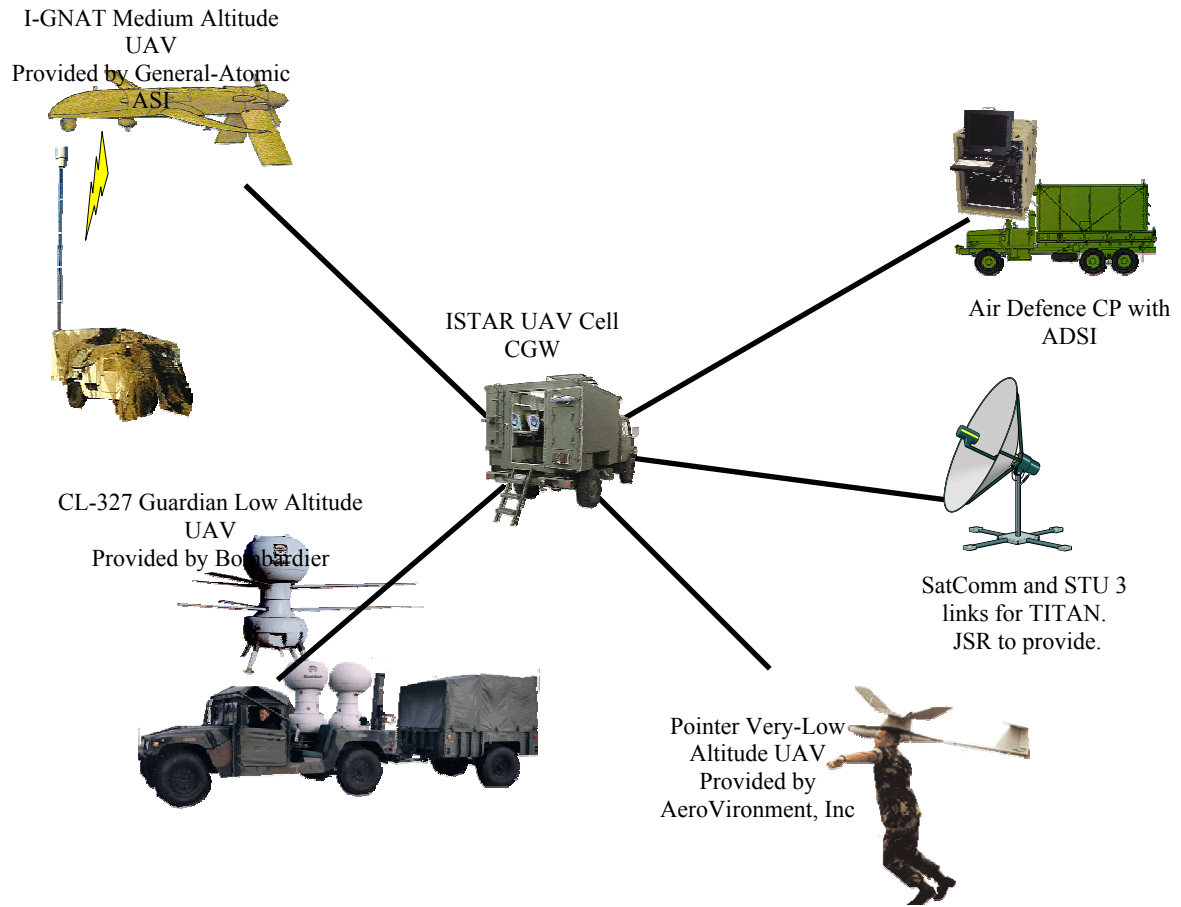 I-GNAT Medium Altitude
UAV
Provided by General-Atomic
ASI
Air Defence CP with
ADSI
ISTAR UAV Cell
CGW
CL-327 Guardian Low Altitude
UAV
Provided by Bombardier
Guardian
SatComm and STU 3
links for TITAN.
JSR to provide.
Pointer Very-Low
Altitude UAV
Provided by
AeroVironment, Inc